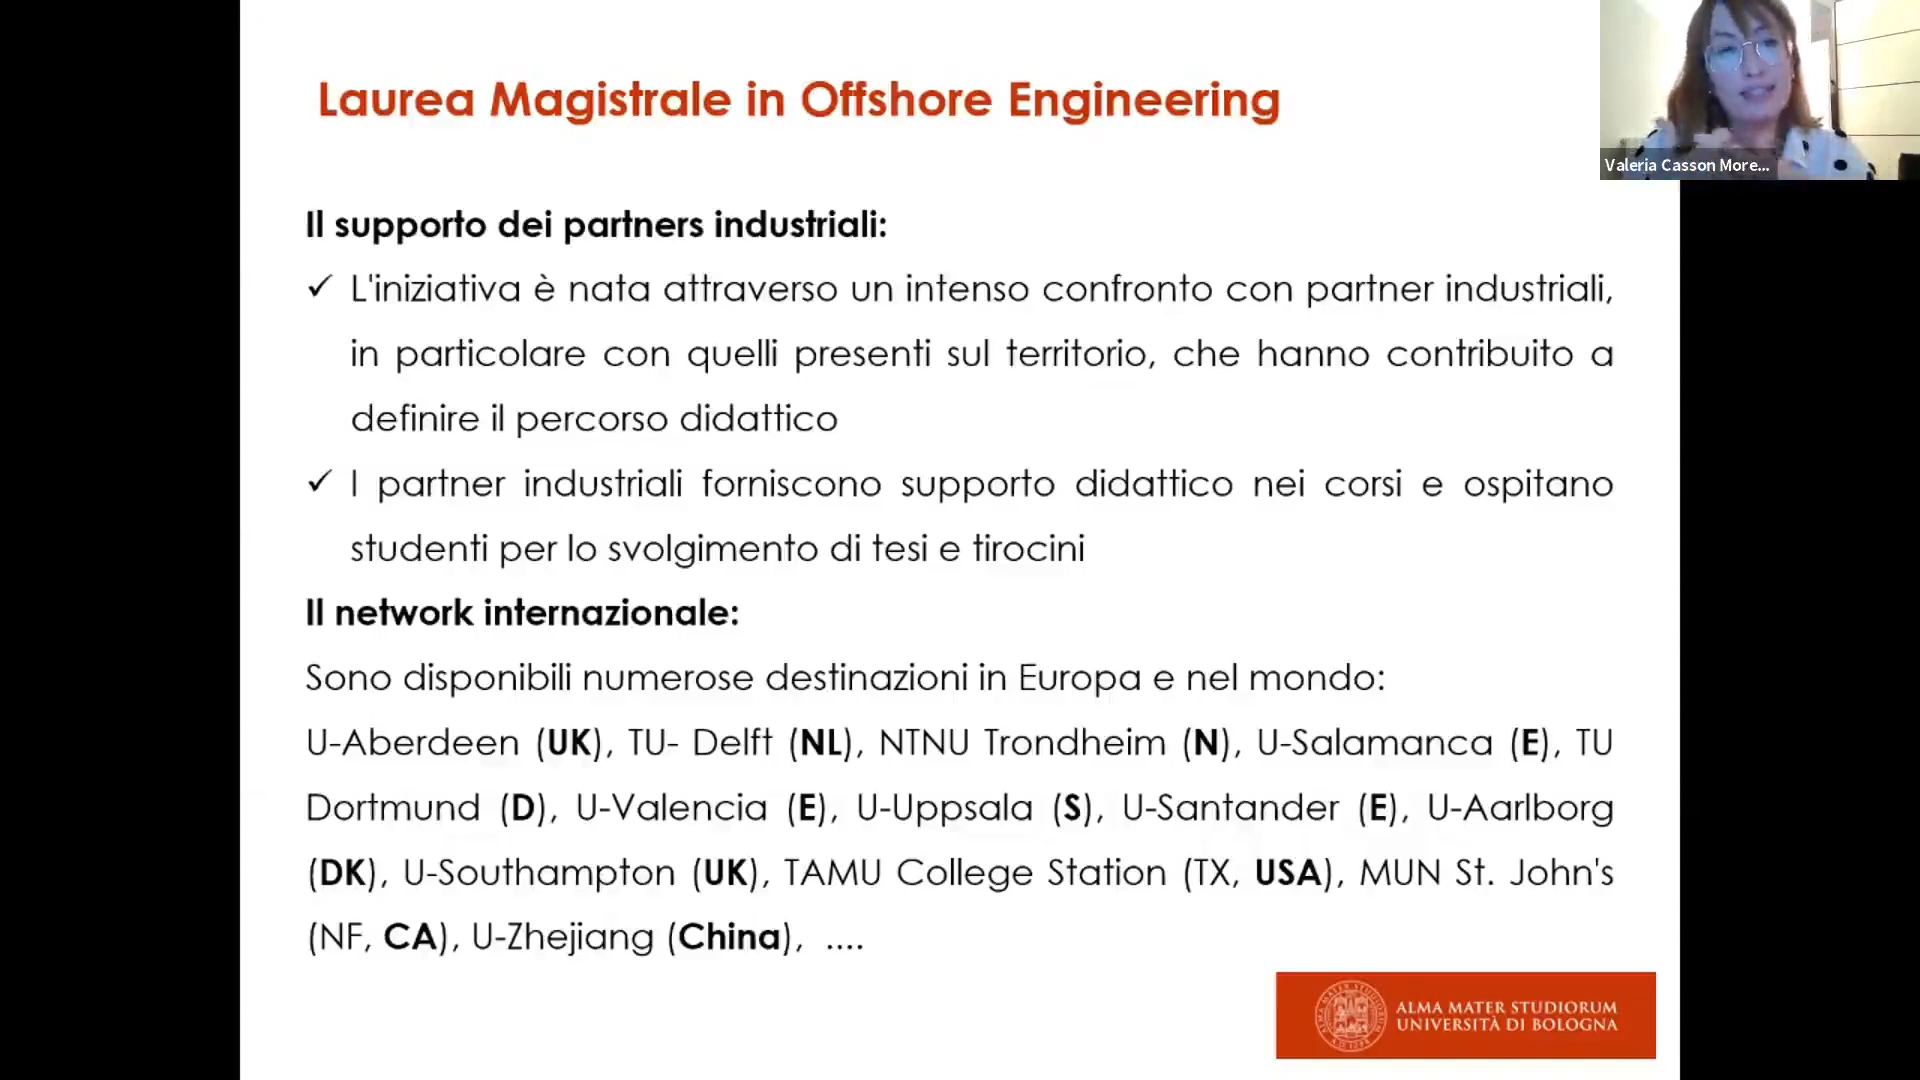 Laurea Magistrale in Offshore Engineering
Valeria Casson More...
Il supporto dei partners industriali:
✓ L'iniziativa è nata attraverso un intenso confronto con partner industriali,
in particolare con quelli presenti sul territorio, che hanno contribuito a
definire il percorso didattico
✓ I partner industriali forniscono supporto didattico nei corsi e ospitano
studenti per lo svolgimento di tesi e tirocini
Il network internazionale:
Sono disponibili numerose destinazioni in Europa e nel mondo:
U-Aberdeen (UK), TU- Delft (NL), NTNU Trondheim (N), U-Salamanca (E), TU
Dortmund (D), U-Valencia (E), U-Uppsala (S), U-Santander (E), U-Aarlborg
(DK), U-Southampton (UK), TAMU College Station (TX, USA), MUN St. John's
(NF, CA), U-Zhejiang (China), ....
ALMA MATER STUDIORUM
UNIVERSITÀ DI BOLOGNA